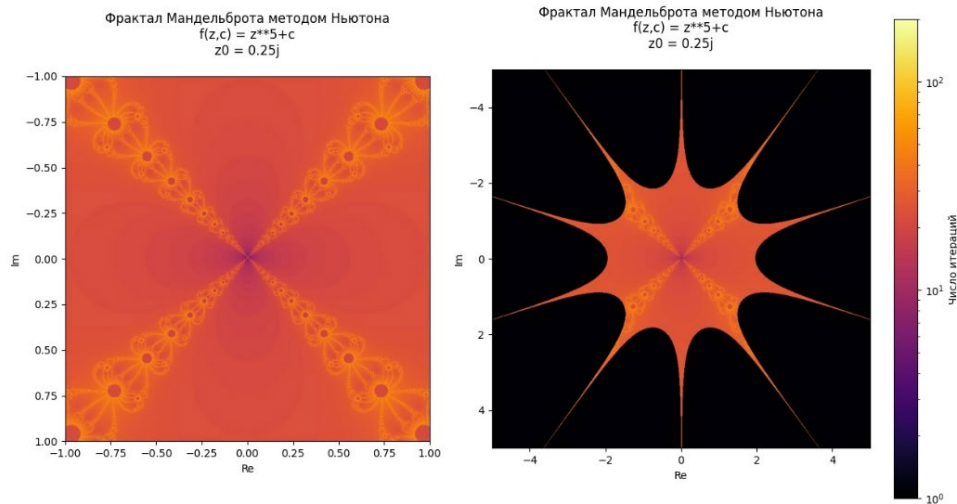 Фрактал Мандельброта методом Ньютона
f(z,c) = z**5+c
z0 = 0.25j
-1.00
-0.75
-0.50
-0.25
0.00
0.25
0.50
0.75
1.00
Im
-1.00 -0.75 -0.50 -0.25 0.00 0.25 0.50 0.75 1.00
Re
Фрактал Мандельброта методом Ньютона
f(z,c) = z**5+c
z0 = 0.25j
-4
-2
0
2
4
Im
-4 -2 0 2 4
Re
10²
10¹
10⁰
Число итераций